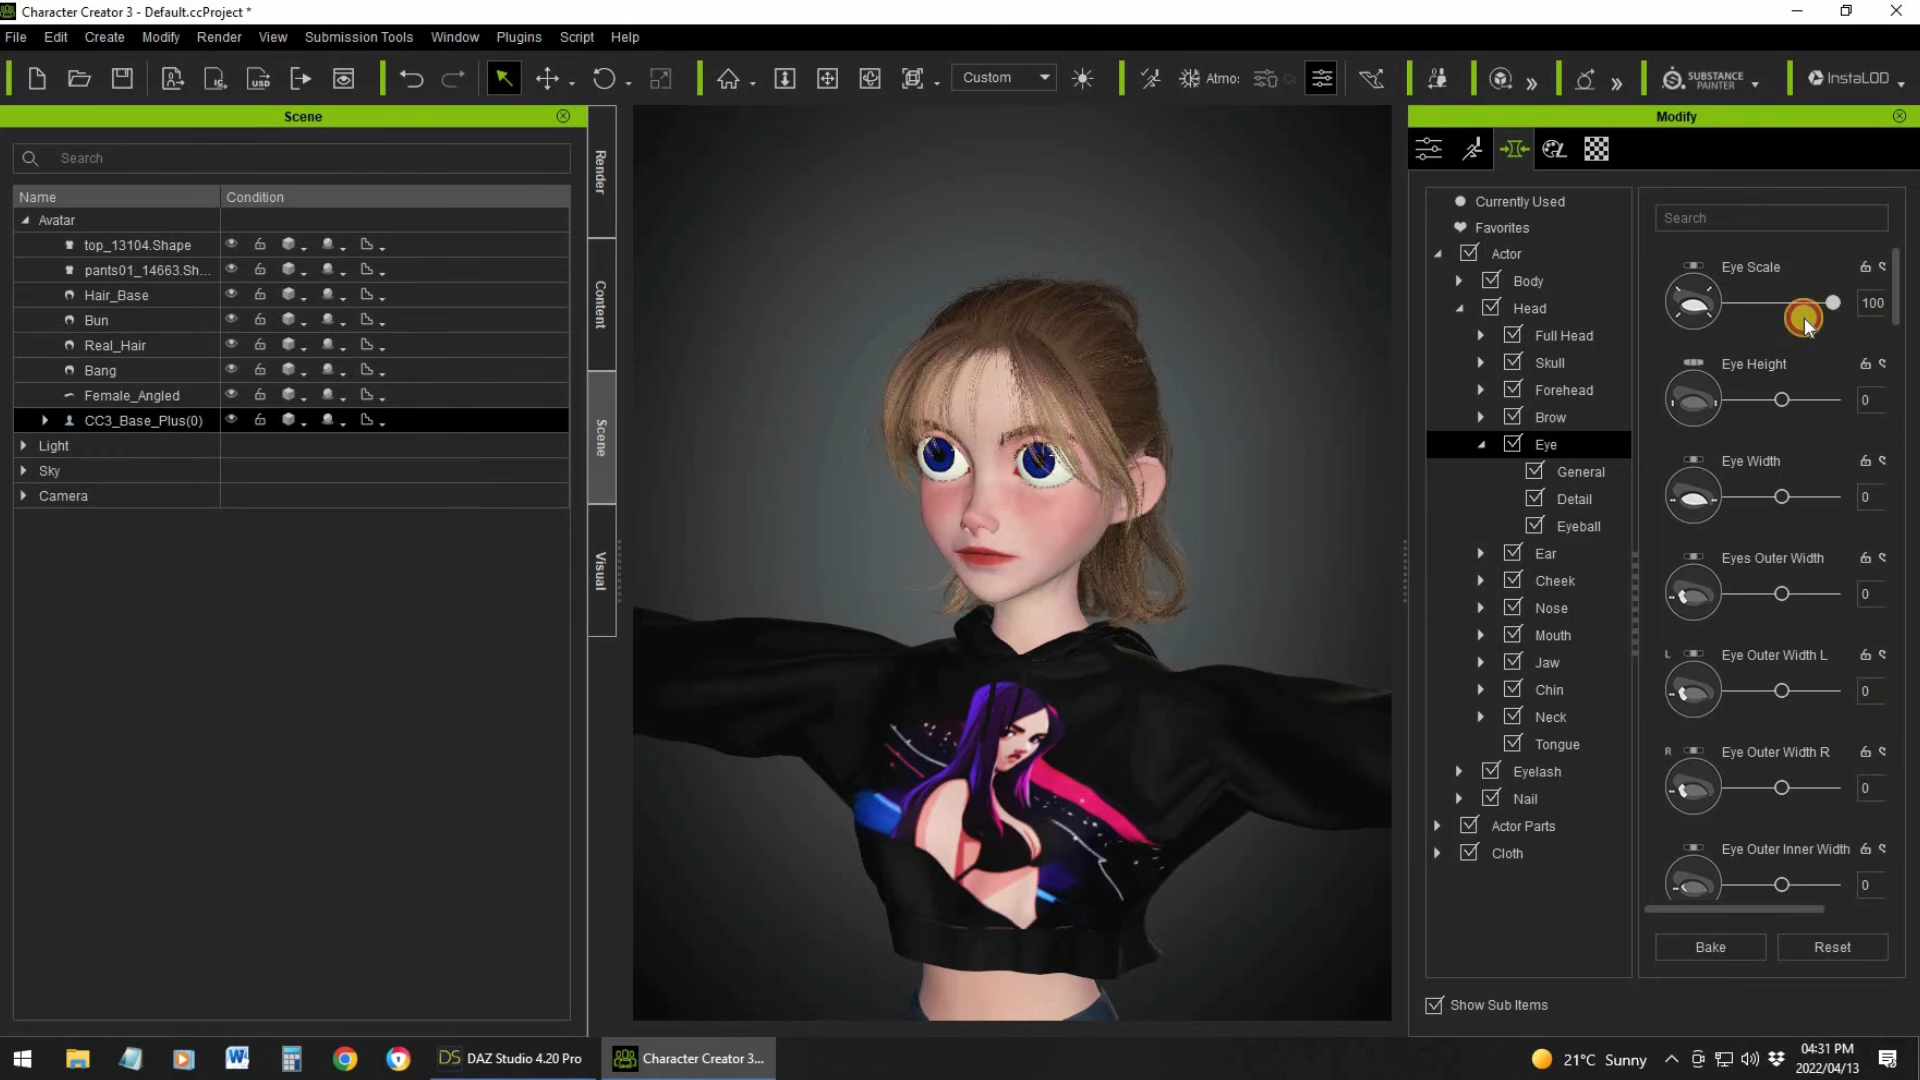 Character Creator 3 - Default.ccProject *
File Edit Create Modify Render View Submission Tools Window Plugins Script Help
Custom Atmo: SUBSTANCE PAINTER InstaLOD
Scene
Search
Name Condition
Avatar
top_13104.Shape
pants01_14663.Sh...
Hair_Base
Bun
Real_Hair
Bang
Female_Angled
CC3_Base_Plus(0)
Light
Sky
Camera
Render
Content
Scene
Visual
Modify
Currently Used
Favorites
Actor
Body
Head
Full Head
Skull
Forehead
Brow
Eye
General
Detail
Eyeball
Ear
Cheek
Nose
Mouth
Jaw
Chin
Neck
Tongue
Eyelash
Nail
Actor Parts
Cloth
Show Sub Items
Search
Eye Scale
100
Eye Height
0
Eye Width
0
Eyes Outer Width
0
L Eye Outer Width L
0
R Eye Outer Width R
0
Eye Outer Inner Width
0
Bake Reset
DS DAZ Studio 4.20 Pro
Character Creator 3...
21°C Sunny
04:31 PM
2022/04/13